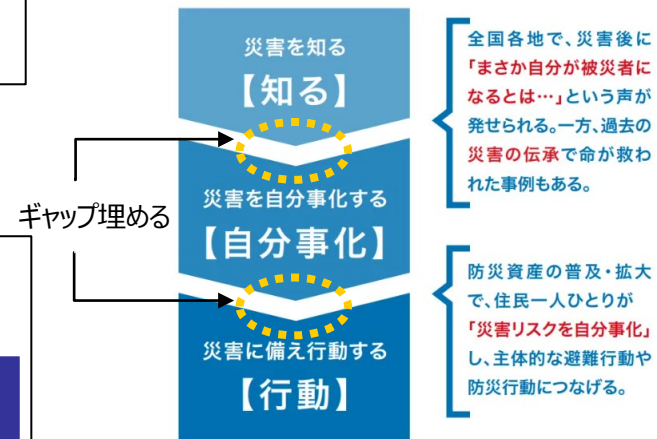 災害を知る
【知る】
災害を自分事化する
【自分事化】
災害に備え行動する
【行動】
ギャップ埋める
全国各地で、災害後に
「まさか自分が被災者に
なるとは…」という声が
発せられる。一方、過去の
災害の伝承で命が救わ
れた事例もある。
防災資産の普及・拡大
で、住民一人ひとりが
「災害リスクを自分事化」
し、主体的な避難行動や
防災行動につなげる。